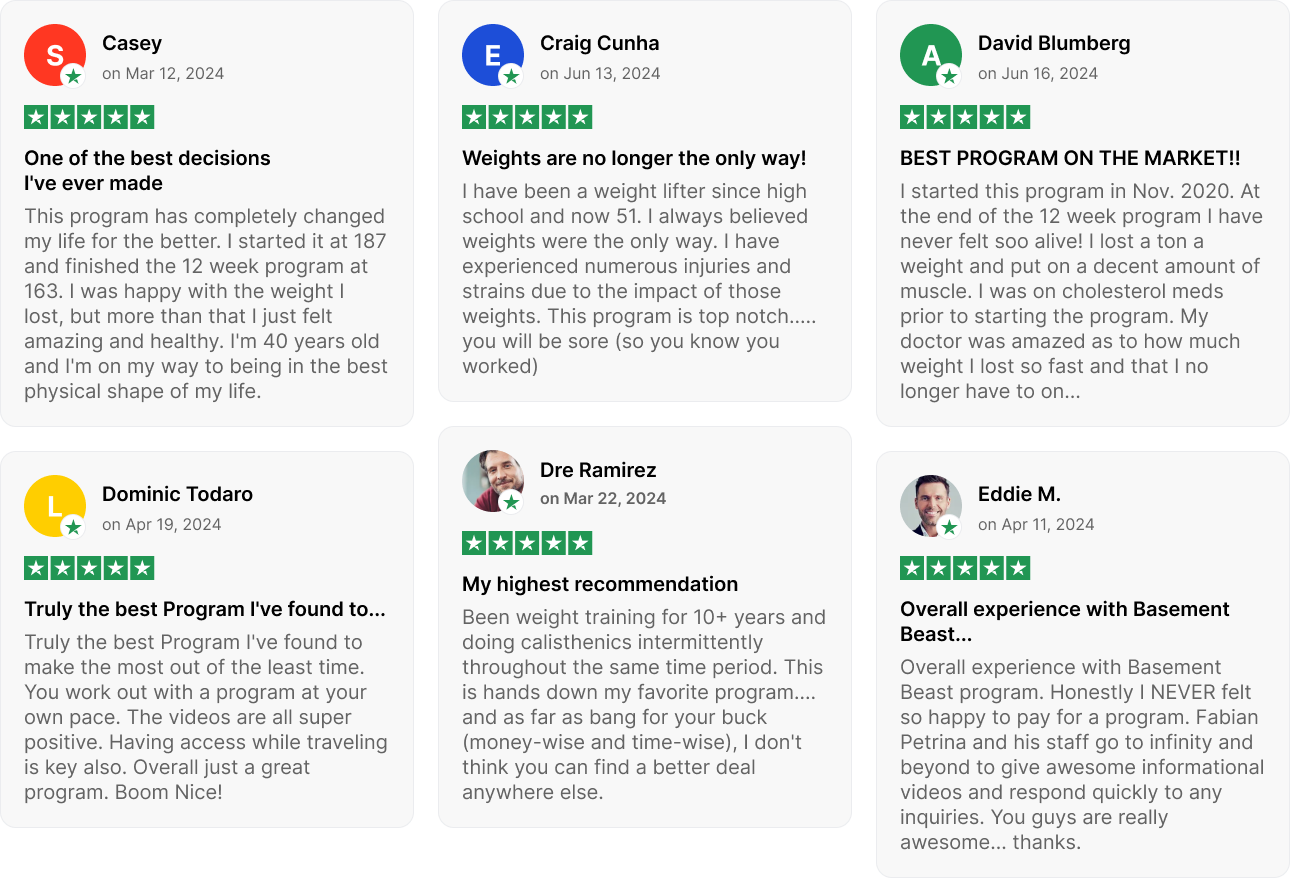 S
Casey
on Mar 12, 2024
One of the best decisions
I've ever made
This program has completely changed
my life for the better. I started it at 187
and finished the 12 week program at
163. I was happy with the weight I
lost, but more than that I just felt
amazing and healthy. I'm 40 years old
and I'm on my way to being in the best
physical shape of my life.
E
Craig Cunha
on Jun 13, 2024
Weights are no longer the only way!
I have been a weight lifter since high
school and now 51. I always believed
weights were the only way. I have
experienced numerous injuries and
strains due to the impact of those
weights. This program is top notch.....
you will be sore (so you know you
worked)
A
David Blumberg
on Jun 16, 2024
BEST PROGRAM ON THE MARKET!!
I started this program in Nov. 2020. At
the end of the 12 week program I have
never felt soo alive! I lost a ton a
weight and put on a decent amount of
muscle. I was on cholesterol meds
prior to starting the program. My
doctor was amazed as to how much
weight I lost so fast and that I no
longer have to on...
L
Dominic Todaro
on Apr 19, 2024
Truly the best Program I've found to...
Truly the best Program I've found to
make the most out of the least time.
You work out with a program at your
own pace. The videos are all super
positive. Having access while traveling
is key also. Overall just a great
program. Boom Nice!
Dre Ramirez
on Mar 22, 2024
My highest recommendation
Been weight training for 10+ years and
doing calisthenics intermittently
throughout the same time period. This
is hands down my favorite program....
and as far as bang for your buck
(money-wise and time-wise), I don't
think you can find a better deal
anywhere else.
Eddie M.
on Apr 11, 2024
Overall experience with Basement
Beast...
Overall experience with Basement
Beast program. Honestly I NEVER felt
so happy to pay for a program. Fabian
Petrina and his staff go to infinity and
beyond to give awesome informational
videos and respond quickly to any
inquiries. You guys are really
awesome... thanks.